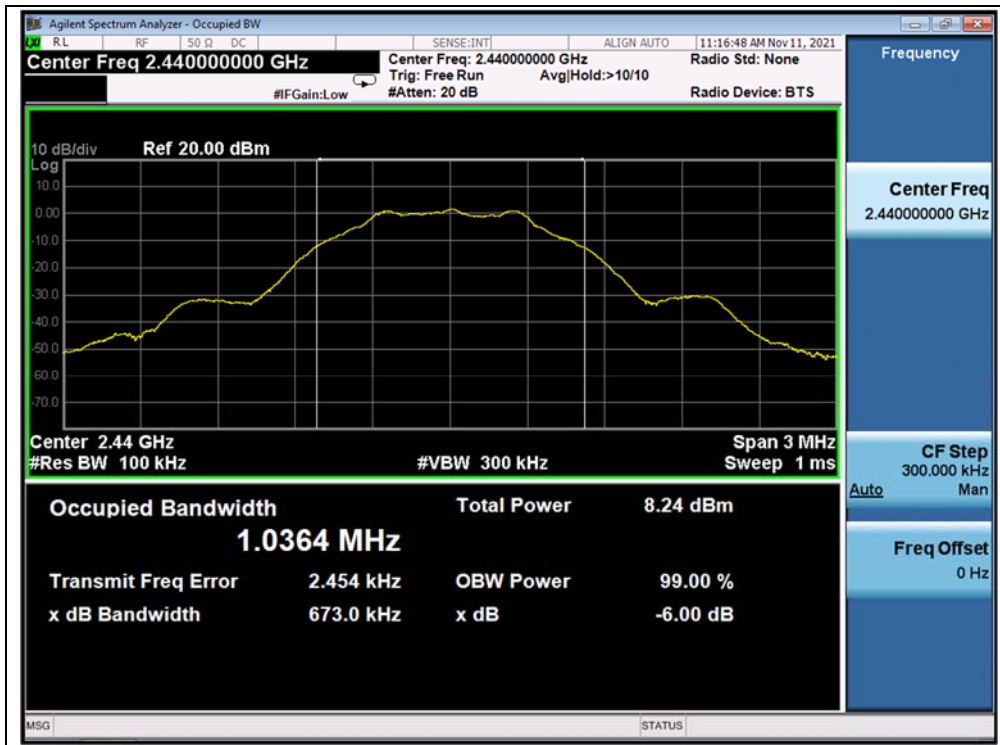 Agilent Spectrum Analyzer - Occupied BW
LXI RL RF 50 Ω DC SENSE:INT ALIGN AUTO 11:16:48 AM Nov 11, 2021
Center Freq 2.440000000 GHz
#IFGain:Low
Center Freq: 2.440000000 GHz
Trig: Free Run Avg|Hold:>10/10
#Atten: 20 dB
Radio Std: None
Radio Device: BTS
10 dB/div Ref 20.00 dBm
Log
10.0
0.00
-10.0
-20.0
-30.0
-40.0
-50.0
-60.0
-70.0
Center 2.44 GHz Span 3 MHz
#Res BW 100 kHz #VBW 300 kHz Sweep 1 ms
Occupied Bandwidth Total Power 8.24 dBm
1.0364 MHz
Transmit Freq Error 2.454 kHz OBW Power 99.00 %
x dB Bandwidth 673.0 kHz x dB -6.00 dB
Frequency
Center Freq
2.440000000 GHz
CF Step
300.000 kHz
Auto Man
Freq Offset
0 Hz
MSG STATUS